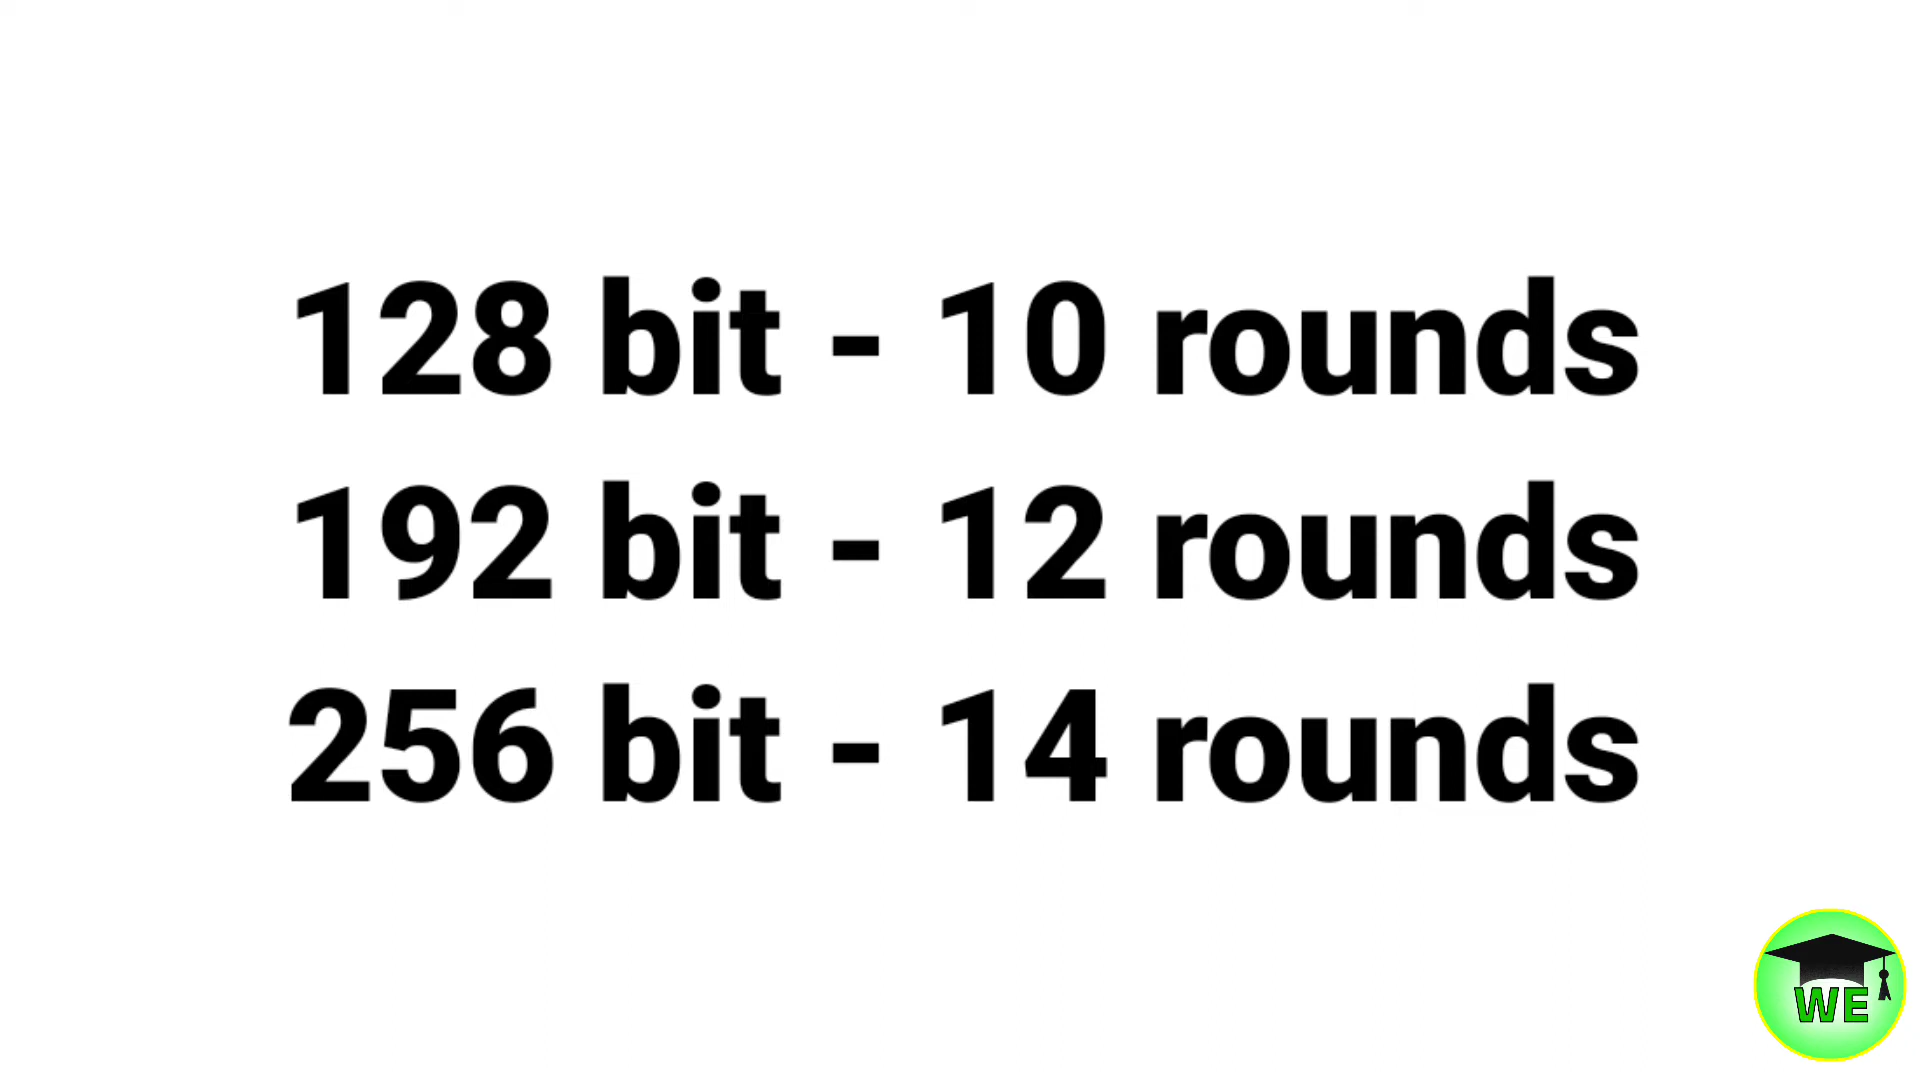 128 bit - 10 rounds
192 bit - 12 rounds
256 bit - 14 rounds
WE